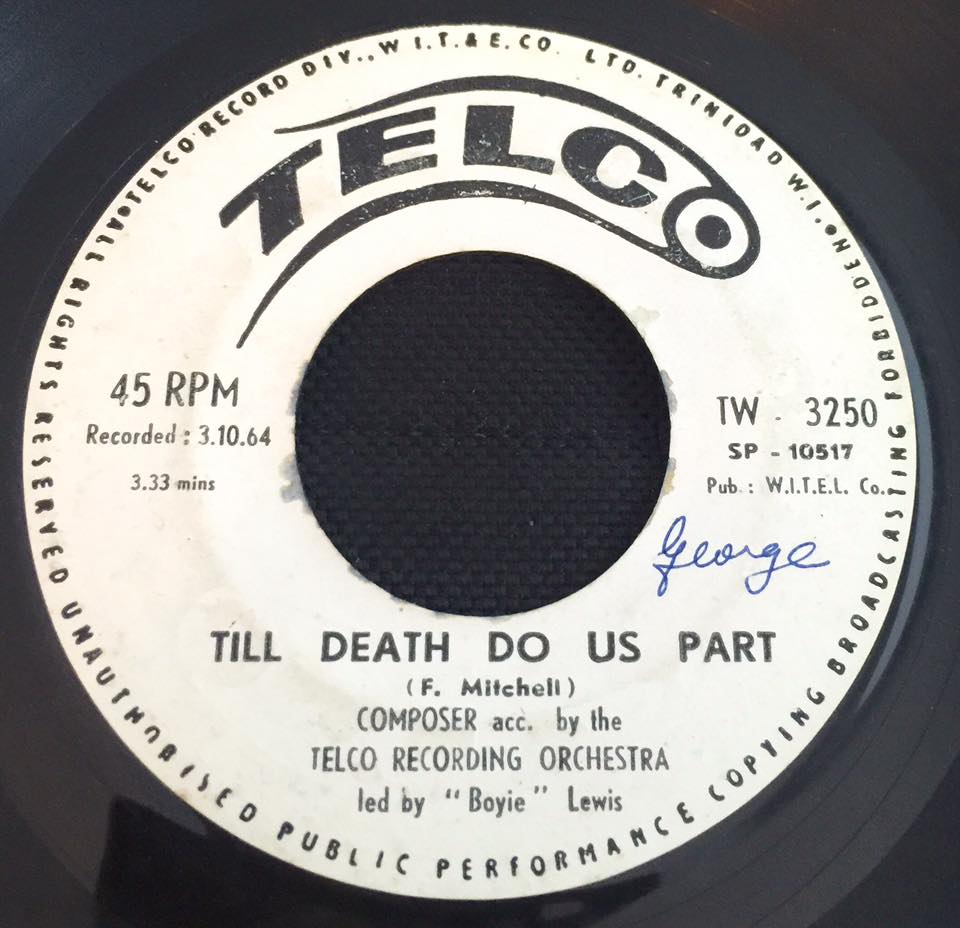 TELCO RECORD DIV., W.I.T.& E.CO. LTD. TRINIDAD W.I. • FORBIDDEN
TELCO
45 RPM
Recorded : 3.10.64
3.33 mins
TW - 3250
SP - 10517
Pub. : W.I.T.E.L. Co.
George
TILL DEATH DO US PART
(F. Mitchell)
COMPOSER acc. by the
TELCO RECORDING ORCHESTRA
led by "Boyie" Lewis
ALL RIGHTS RESERVED UNAUTHORISED PUBLIC PERFORMANCE COPYING BROADCASTING